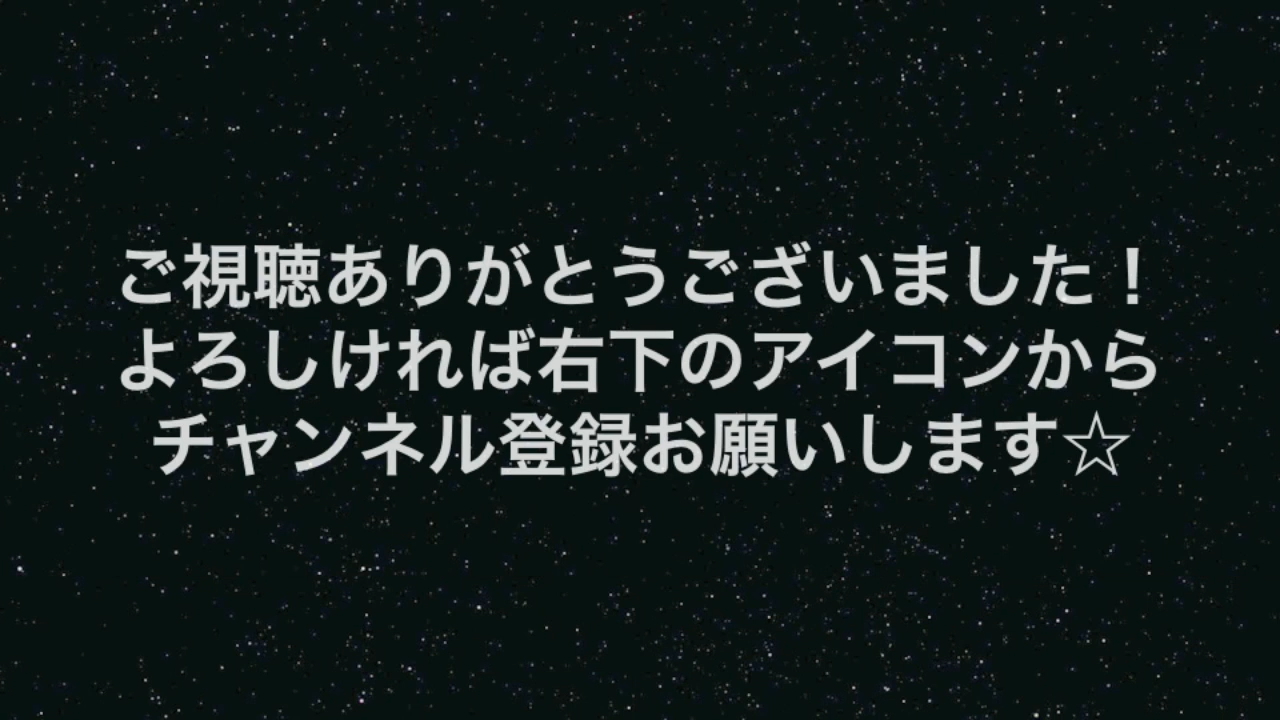 ご視聴ありがとうございました！
よろしければ右下のアイコンから
チャンネル登録お願いします☆